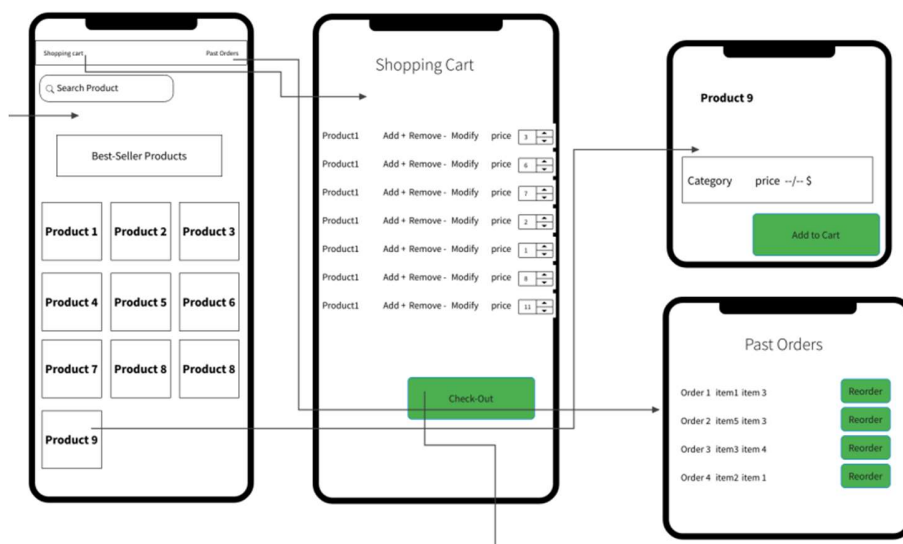 Shopping cart Past Orders
Search Product
Best-Seller Products
Product 1 Product 2 Product 3
Product 4 Product 5 Product 6
Product 7 Product 8 Product 8
Product 9
Shopping Cart
Product1 Add + Remove - Modify price 3
Product1 Add + Remove - Modify price 6
Product1 Add + Remove - Modify price 7
Product1 Add + Remove - Modify price 2
Product1 Add + Remove - Modify price 1
Product1 Add + Remove - Modify price 8
Product1 Add + Remove - Modify price 11
Check-Out
Product 9
Category price --/-- $
Add to Cart
Past Orders
Order 1 item1 item 3 Reorder
Order 2 item5 item 3 Reorder
Order 3 item3 item 4 Reorder
Order 4 item2 item 1 Reorder